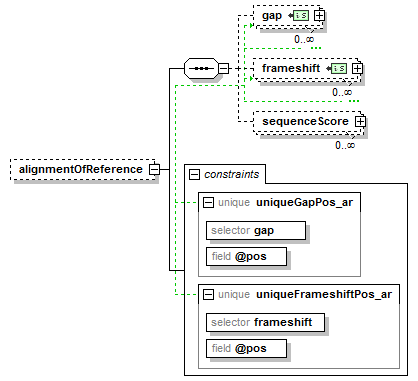 gap
0..∞
frameshift
0..∞
sequenceScore
0..∞
alignmentOfReference
constraints
unique uniqueGapPos_ar
selector gap
field @pos
unique uniqueFrameshiftPos_ar
selector frameshift
field @pos